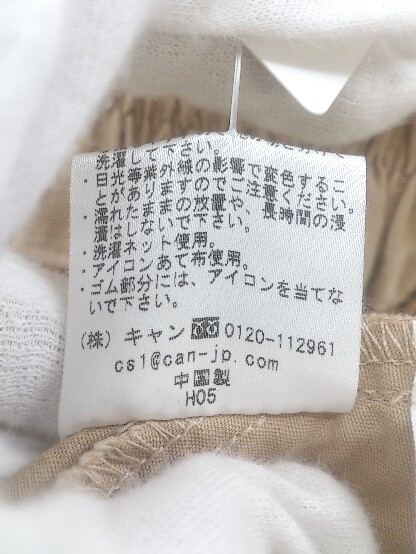 洗濯して下さい。
・日光等、紫外線の影響で変色するこ
とがありますのでご注意ください。
・濡れたままの放置や、長時間の浸
漬はしないで下さい。
・洗濯ネット使用。
・アイロンあて布使用。
・ゴム部分には、アイロンを当てな
いで下さい。
(株) キャン 0120-112961
cs1@can-jp.com
中国製
H05